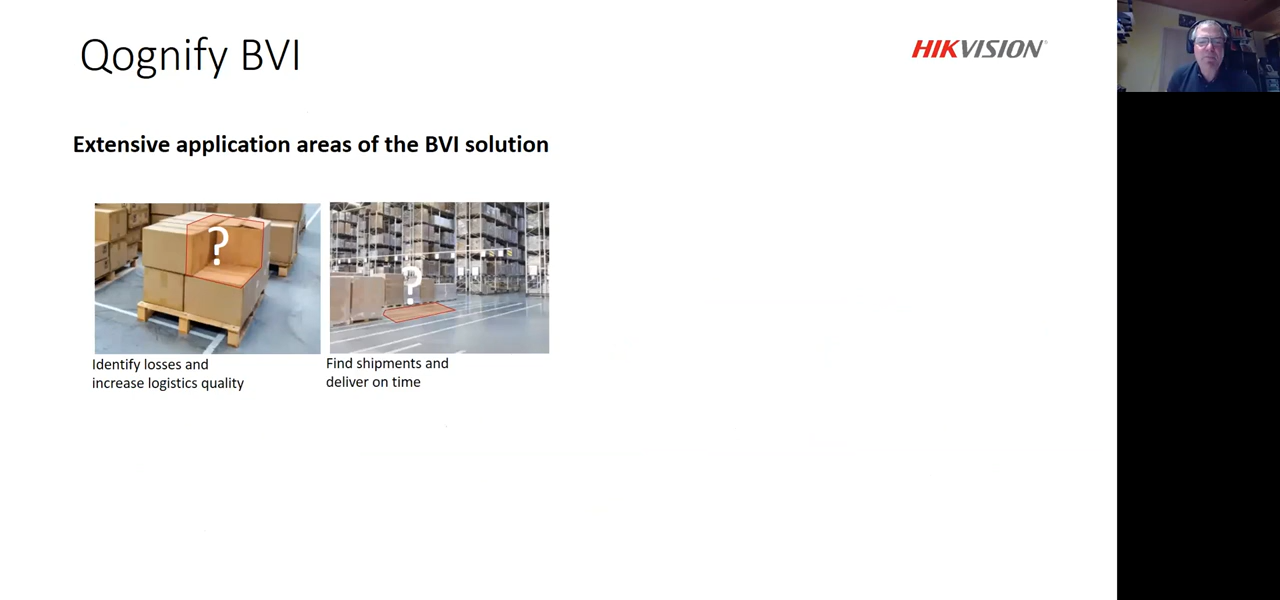 Qognify BVI
HIKVISION®
Extensive application areas of the BVI solution
?
?
Identify losses and
increase logistics quality
Find shipments and
deliver on time